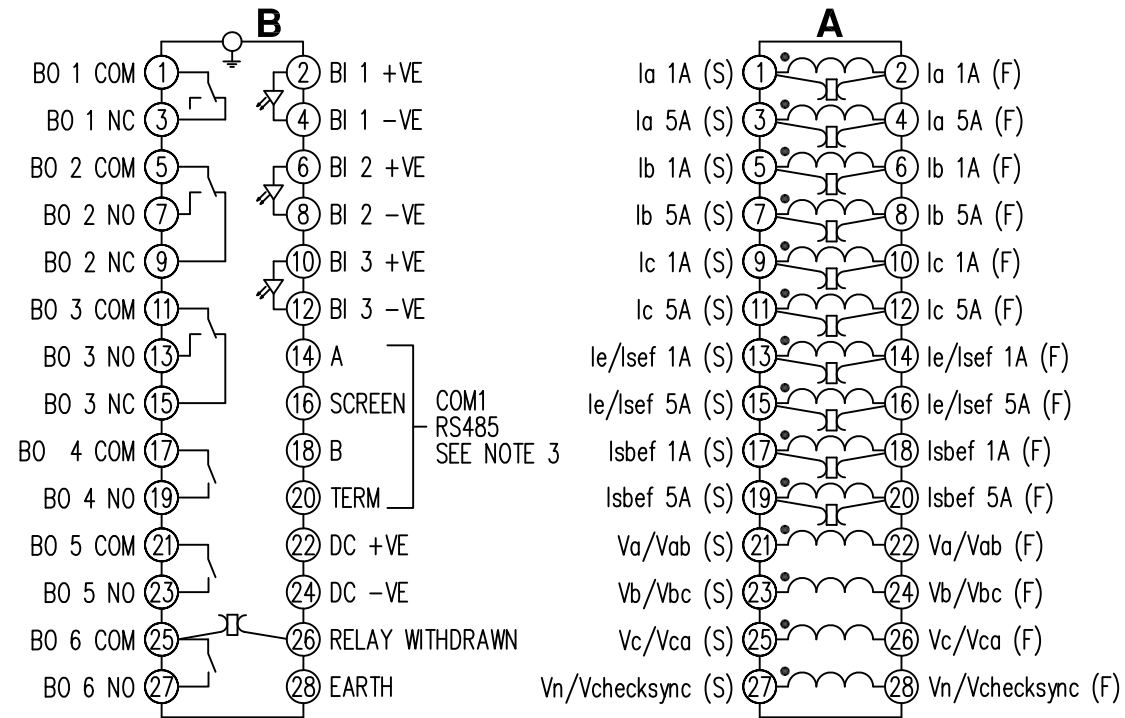 B
BO 1 COM 1 2 BI 1 +VE
BO 1 NC 3 4 BI 1 −VE
BO 2 COM 5 6 BI 2 +VE
BO 2 NO 7 8 BI 2 −VE
BO 2 NC 9 10 BI 3 +VE
BO 3 COM 11 12 BI 3 −VE
BO 3 NO 13 14 A
BO 3 NC 15 16 SCREEN
BO 4 COM 17 18 B
BO 4 NO 19 20 TERM
COM1
RS485
SEE NOTE 3
BO 5 COM 21 22 DC +VE
BO 5 NO 23 24 DC −VE
BO 6 COM 25 26 RELAY WITHDRAWN
BO 6 NO 27 28 EARTH
A
Ia 1A (S) 1 2 Ia 1A (F)
Ia 5A (S) 3 4 Ia 5A (F)
Ib 1A (S) 5 6 Ib 1A (F)
Ib 5A (S) 7 8 Ib 5A (F)
Ic 1A (S) 9 10 Ic 1A (F)
Ic 5A (S) 11 12 Ic 5A (F)
Ie/Isef 1A (S) 13 14 Ie/Isef 1A (F)
Ie/Isef 5A (S) 15 16 Ie/Isef 5A (F)
Isbef 1A (S) 17 18 Isbef 1A (F)
Isbef 5A (S) 19 20 Isbef 5A (F)
Va/Vab (S) 21 22 Va/Vab (F)
Vb/Vbc (S) 23 24 Vb/Vbc (F)
Vc/Vca (S) 25 26 Vc/Vca (F)
Vn/Vchecksync (S) 27 28 Vn/Vchecksync (F)